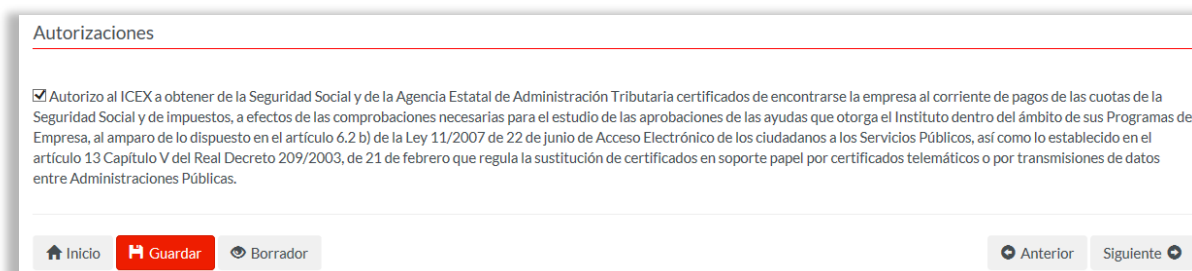 Autorizaciones
Autorizo al ICEX a obtener de la Seguridad Social y de la Agencia Estatal de Administración Tributaria certificados de encontrarse la empresa al corriente de pagos de las cuotas de la
Seguridad Social y de impuestos, a efectos de las comprobaciones necesarias para el estudio de las aprobaciones de las ayudas que otorga el Instituto dentro del ámbito de sus Programas de
Empresa, al amparo de lo dispuesto en el artículo 6.2 b) de la Ley 11/2007 de 22 de junio de Acceso Electrónico de los ciudadanos a los Servicios Públicos, así como lo establecido en el
artículo 13 Capítulo V del Real Decreto 209/2003, de 21 de febrero que regula la sustitución de certificados en soporte papel por certificados telemáticos o por transmisiones de datos
entre Administraciones Públicas.
Inicio Guardar Borrador Anterior Siguiente